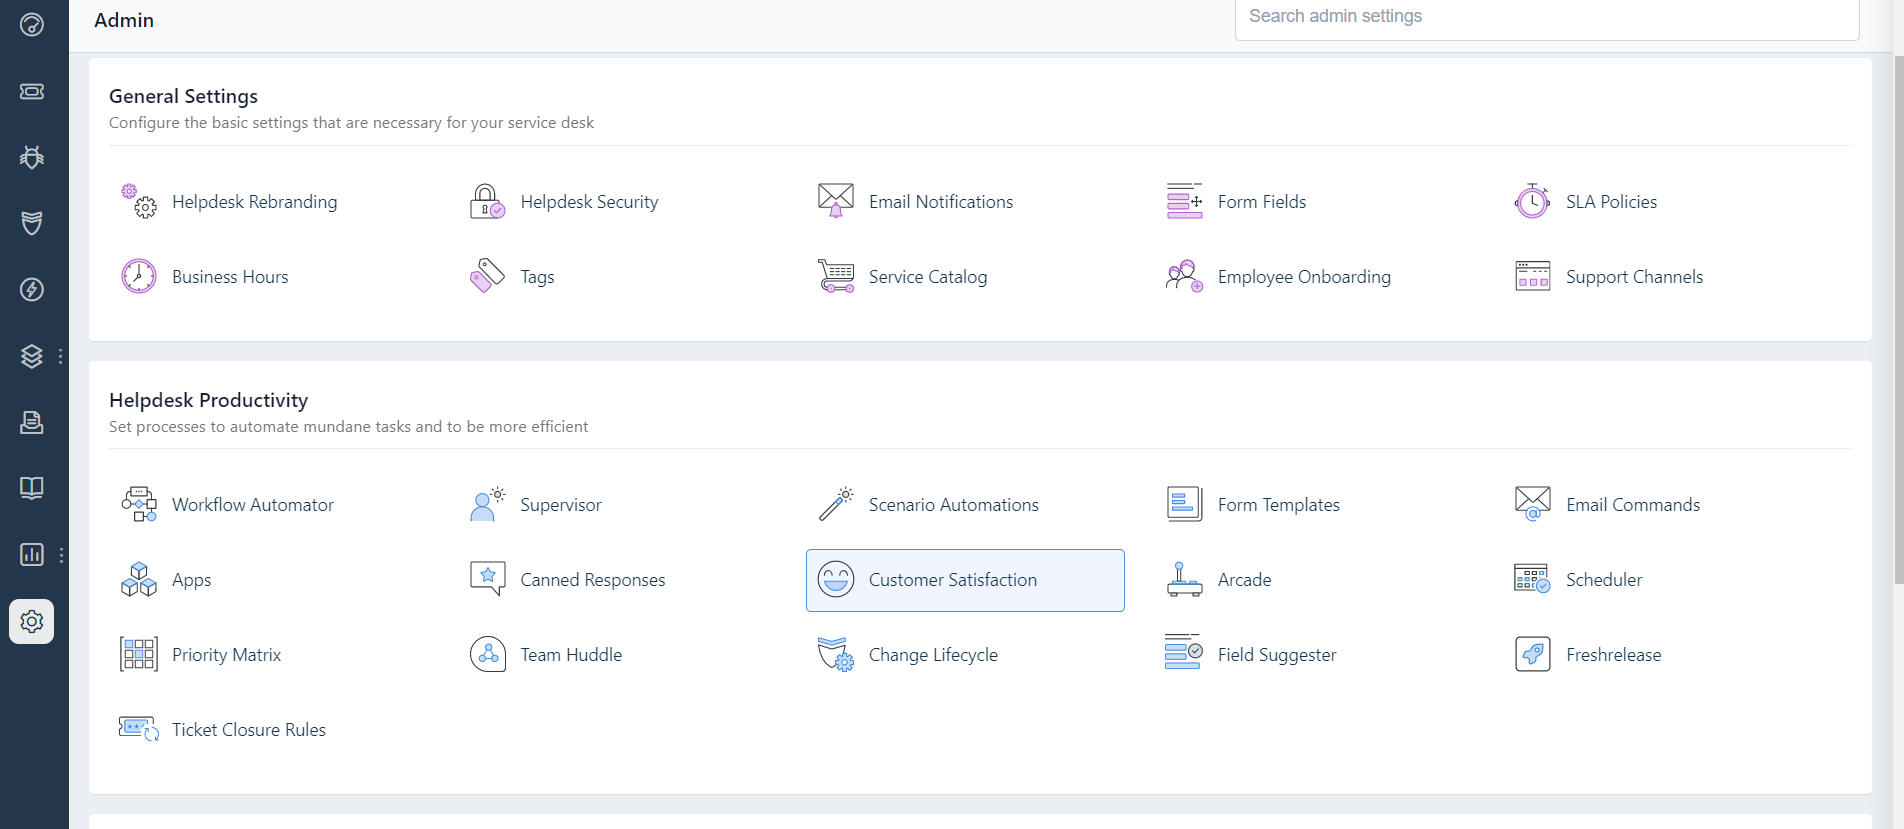 Admin
Search admin settings
General Settings
Configure the basic settings that are necessary for your service desk
Helpdesk Rebranding
Helpdesk Security
Email Notifications
Form Fields
SLA Policies
Business Hours
Tags
Service Catalog
Employee Onboarding
Support Channels
Helpdesk Productivity
Set processes to automate mundane tasks and to be more efficient
Workflow Automator
Supervisor
Scenario Automations
Form Templates
Email Commands
Apps
Canned Responses
Customer Satisfaction
Arcade
Scheduler
Priority Matrix
Team Huddle
Change Lifecycle
Field Suggester
Freshrelease
Ticket Closure Rules